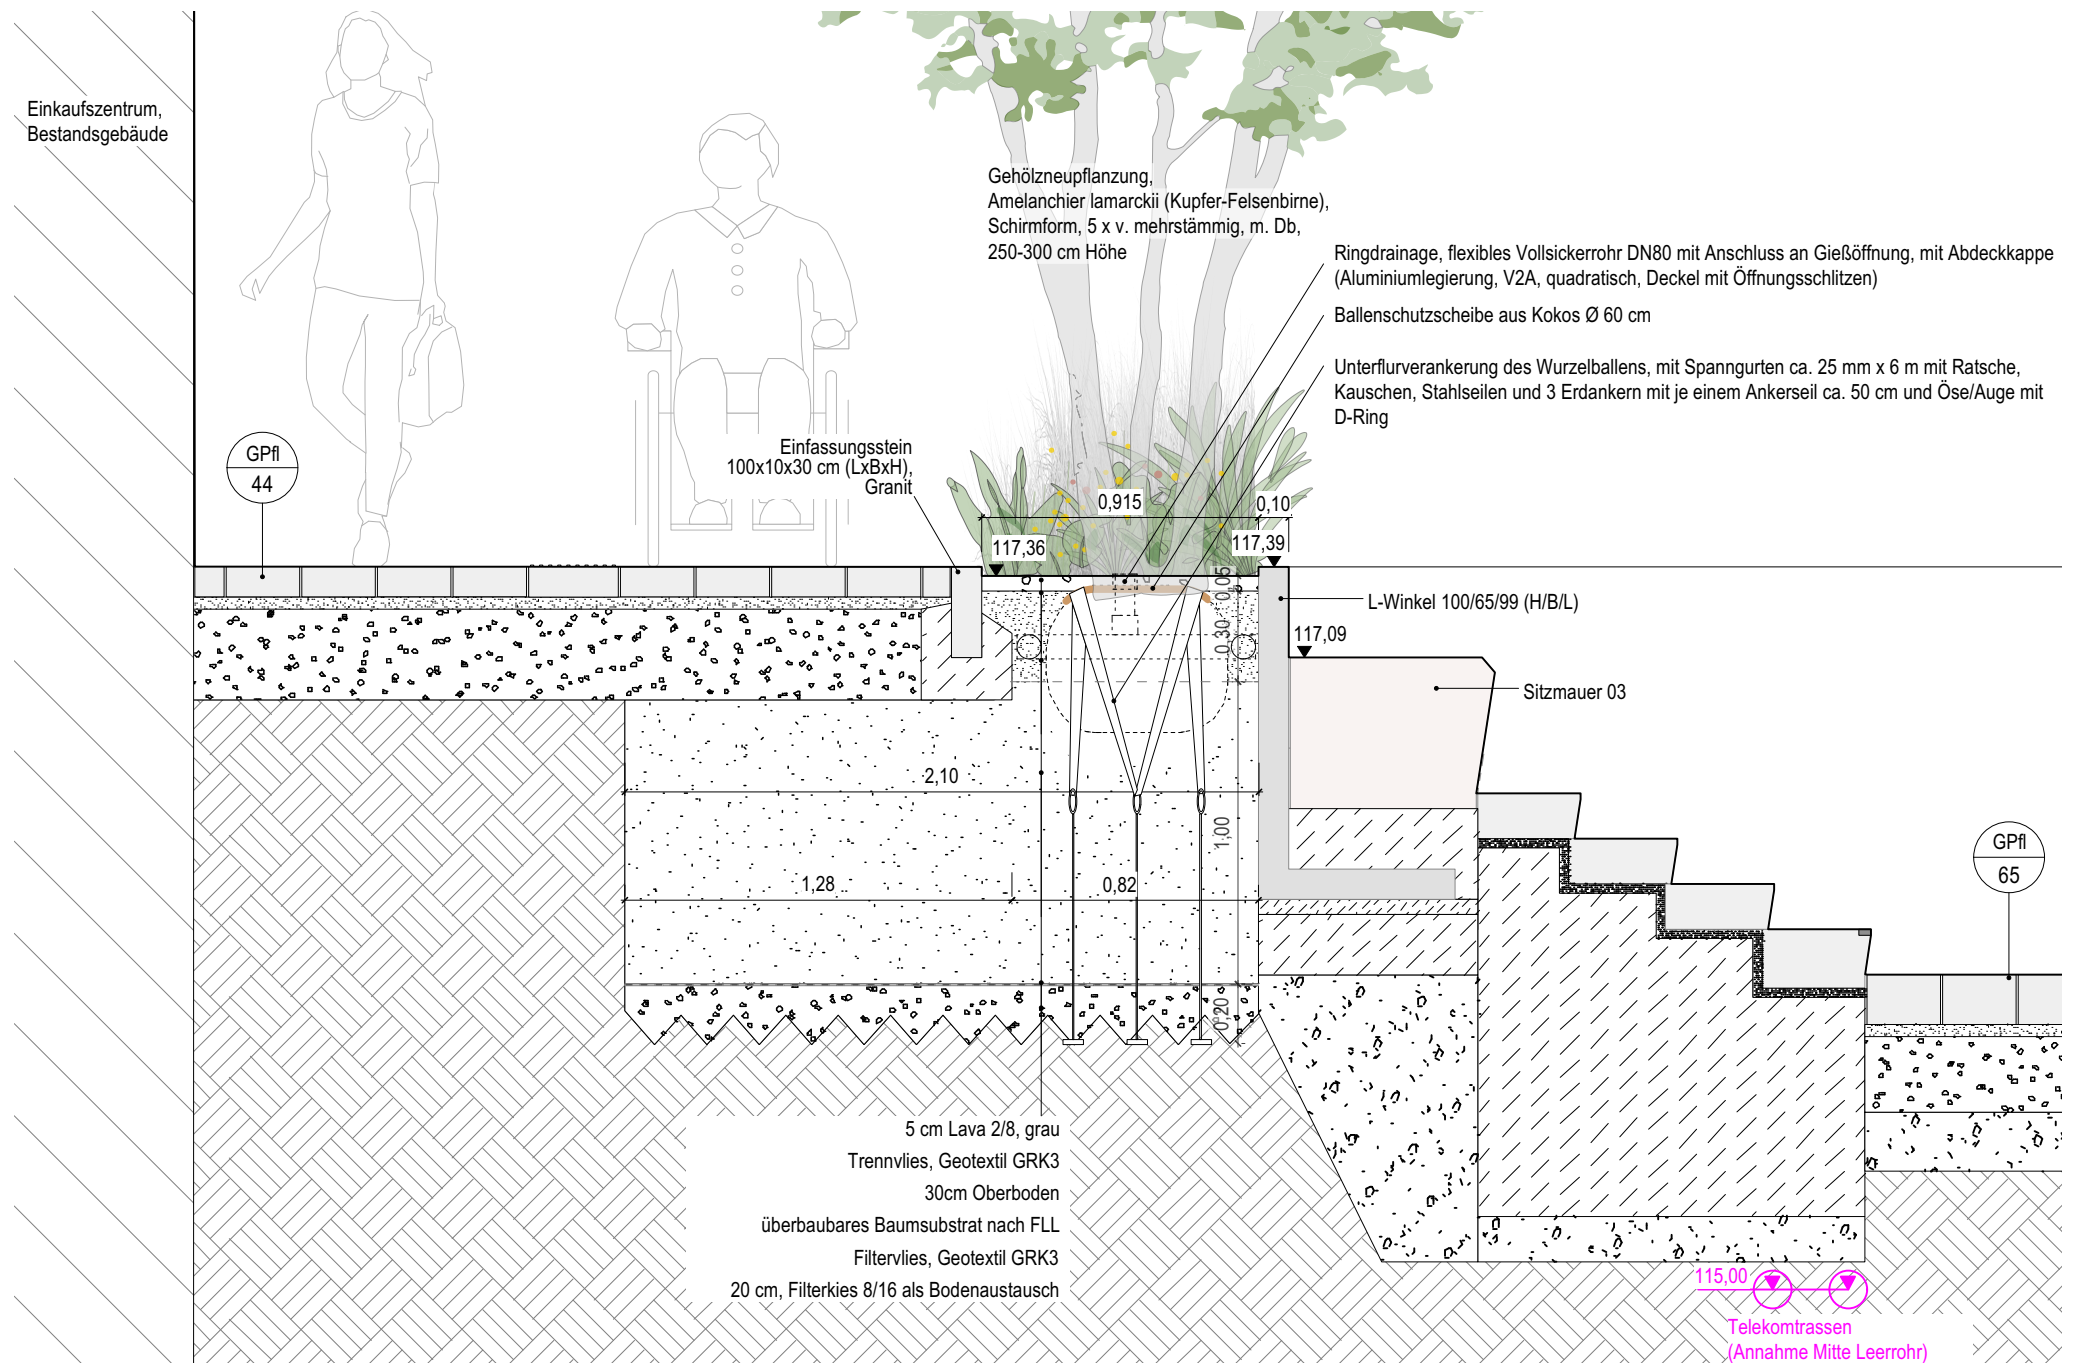 Einkaufszentrum,
Bestandsgebäude
Gehölzneupflanzung,
Amelanchier lamarckii (Kupfer-Felsenbirne),
Schirmform, 5 x v. mehrstämmig, m. Db,
250-300 cm Höhe
Ringdrainage, flexibles Vollsickerrohr DN80 mit Anschluss an Gießöffnung, mit Abdeckkappe
(Aluminiumlegierung, V2A, quadratisch, Deckel mit Öffnungsschlitzen)
Ballenschutzscheibe aus Kokos Ø 60 cm
Unterflurverankerung des Wurzelballens, mit Spanngurten ca. 25 mm x 6 m mit Ratsche,
Kauschen, Stahlseilen und 3 Erdankern mit je einem Ankerseil ca. 50 cm und Öse/Auge mit
D-Ring
GPfl
44
Einfassungsstein
100x10x30 cm (LxBxH),
Granit
0,915
0,10
117,36
117,39
0,05
L-Winkel 100/65/99 (H/B/L)
0,30
117,09
Sitzmauer 03
2,10
1,00
GPfl
65
1,28
0,82
0,20
5 cm Lava 2/8, grau
Trennvlies, Geotextil GRK3
30cm Oberboden
überbaubares Baumsubstrat nach FLL
Filtervlies, Geotextil GRK3
20 cm, Filterkies 8/16 als Bodenaustausch
115,00
Telekomtrassen
(Annahme Mitte Leerrohr)